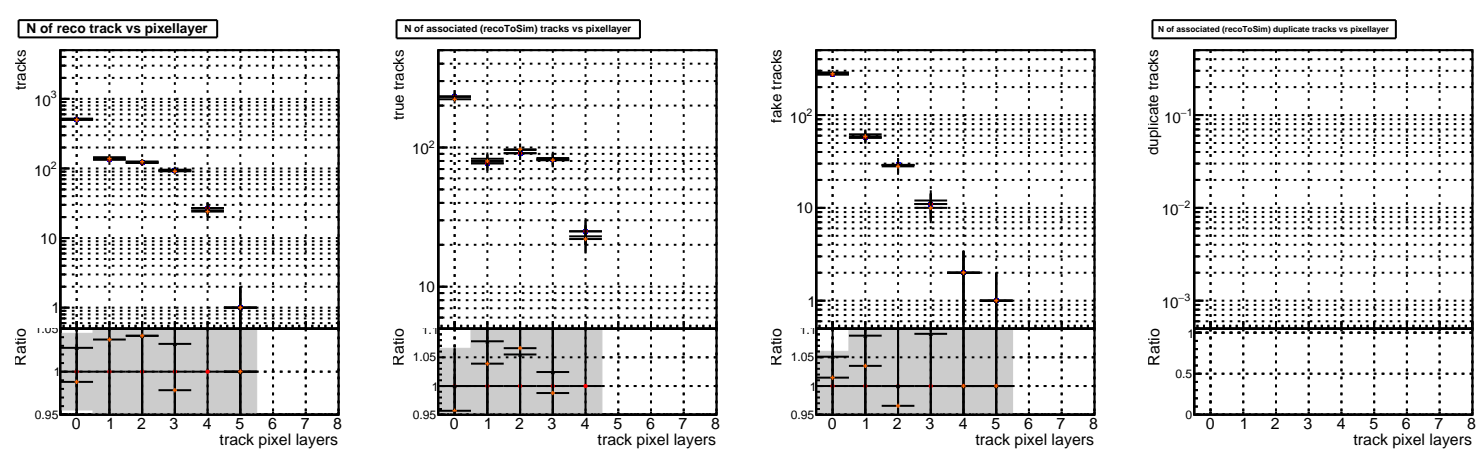 N of reco track vs pixellayer
N of associated (recoToSim) tracks vs pixellayer
N of associated (recoToSim) duplicate tracks vs pixellayer
tracks
10³
10²
10
1
Ratio
1.05
1
0.95
0 1 2 3 4 5 6 7 8
track pixel layers
true tracks
10²
10
Ratio
1.1
1.05
1
0.95
0 1 2 3 4 5 6 7 8
track pixel layers
fake tracks
10²
10
1
Ratio
1.1
1.05
1
0.95
0 1 2 3 4 5 6 7 8
track pixel layers
duplicate tracks
10⁻¹
10⁻²
10⁻³
Ratio
1
0.5
0
0 1 2 3 4 5 6 7 8
track pixel layers